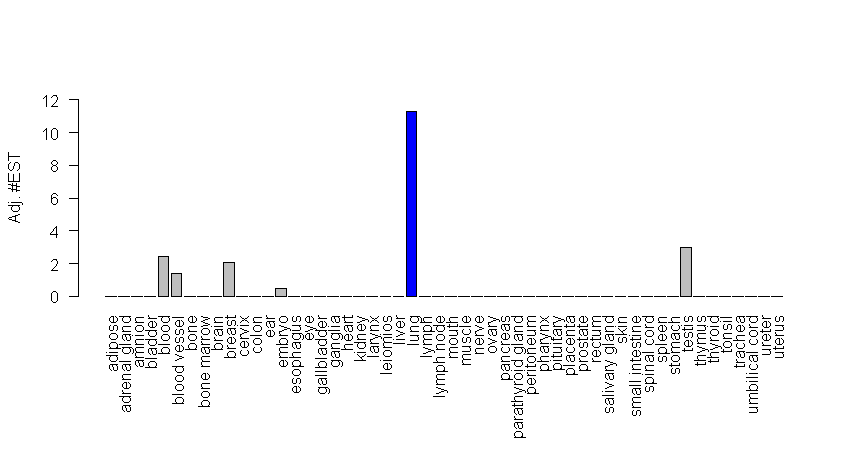 Adj. #EST
12
10
8
6
4
2
0
adipose
adrenal gland
amnion
bladder
blood
blood vessel
bone
bone marrow
brain
breast
cervix
colon
ear
embryo
esophagus
eye
gallbladder
ganglia
heart
kidney
larynx
leiomios
liver
lung
lymph
lymph node
mouth
muscle
nerve
ovary
pancreas
parathyroid gland
peritoneum
pharynx
pituitary
placenta
prostate
rectum
salivary gland
skin
small intestine
spinal cord
spleen
stomach
testis
thymus
thyroid
tonsil
trachea
umbilical cord
ureter
uterus